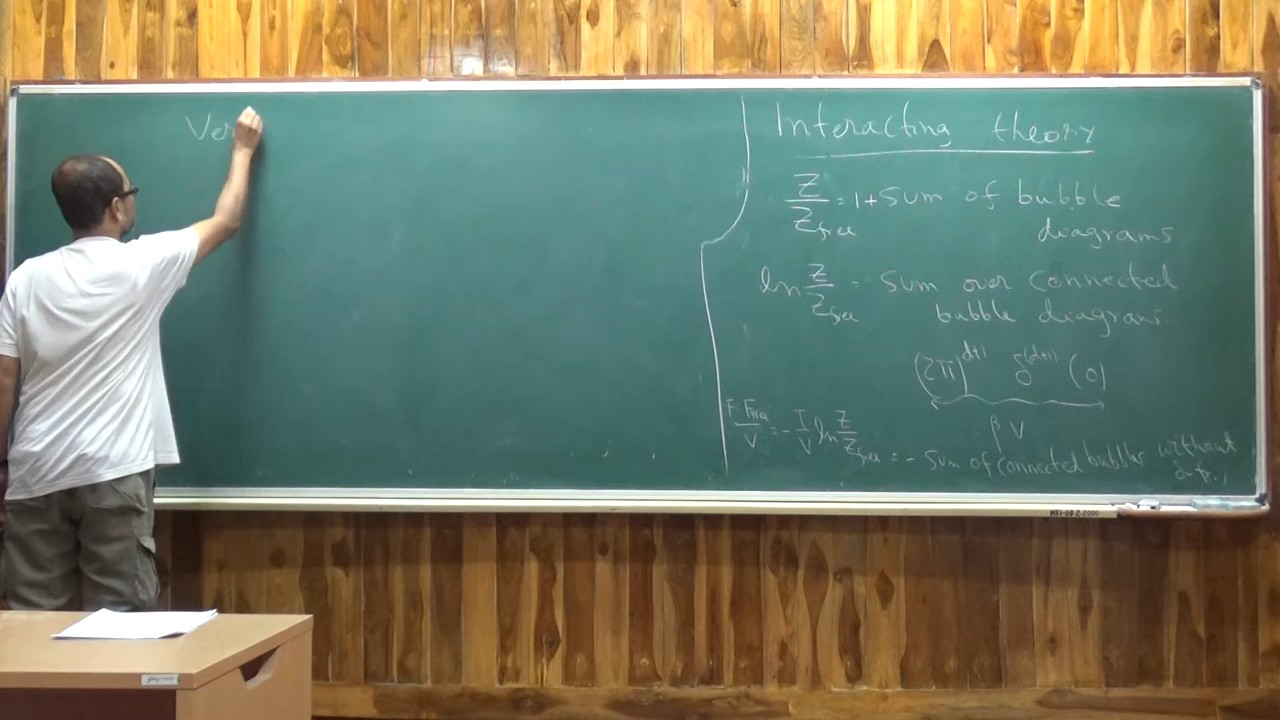 Ver
Interacting theory
Z/Z_free = 1 + Sum of bubble
diagrams
ln Z/Z_free = Sum over connected
bubble diagrams
(2π)^{d+1} δ^{(d+1)} (0)
βV
F-F_free/V = - T/V ln Z/Z_free = - Sum of connected bubbles without
δ-fn.